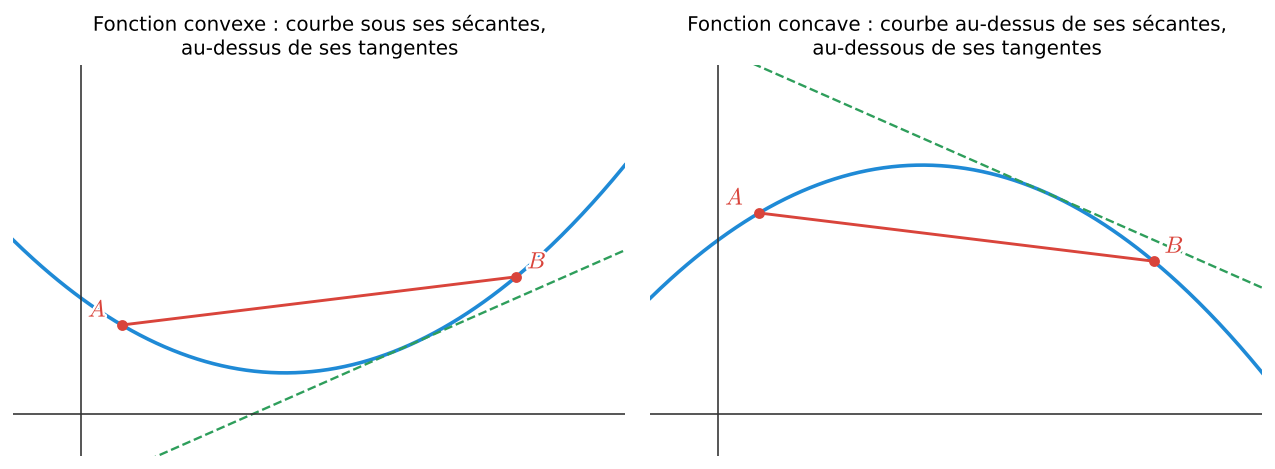 Fonction convexe : courbe sous ses sécantes,
au-dessus de ses tangentes
A
B
Fonction concave : courbe au-dessus de ses sécantes,
au-dessous de ses tangentes
A
B